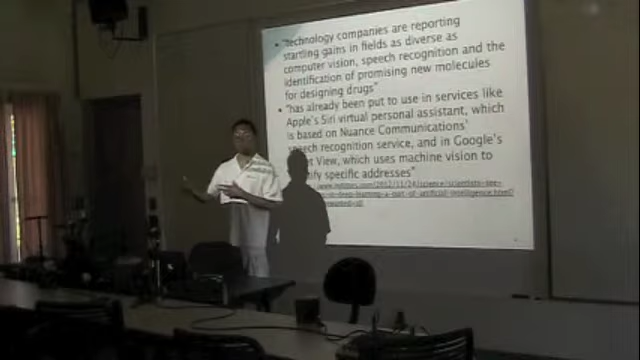 • "Technology companies are reporting
startling gains in fields as diverse as
computer vision, speech recognition and the
identification of promising new molecules
for designing drugs"
• "has already been put to use in services like
Apple's Siri virtual personal assistant, which
is based on Nuance Communications'
speech recognition service, and in Google's
View, which uses machine vision to
specific addresses"